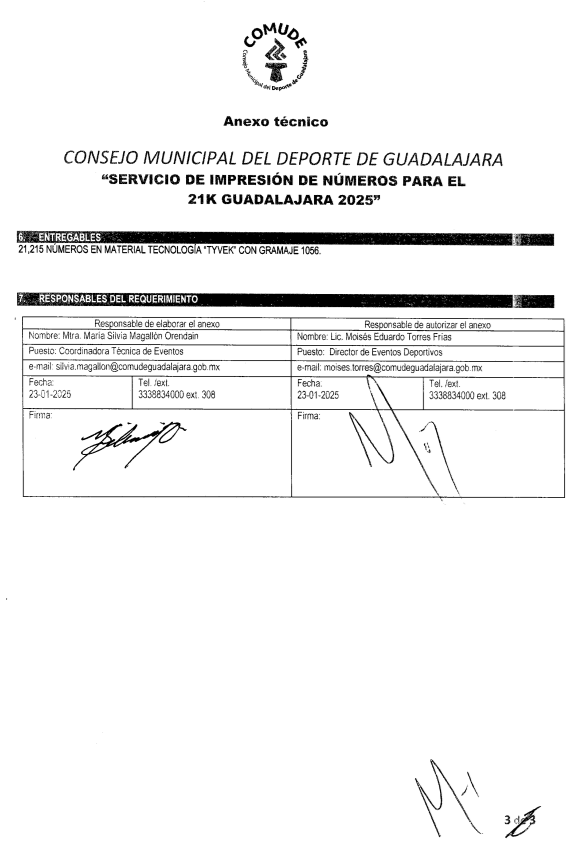 COMUDE
Consejo Municipal del Deporte de Guadalajara
Anexo técnico
CONSEJO MUNICIPAL DEL DEPORTE DE GUADALAJARA
“SERVICIO DE IMPRESIÓN DE NÚMEROS PARA EL
21K GUADALAJARA 2025”
6. ENTREGABLES
21,215 NÚMEROS EN MATERIAL TECNOLOGÍA "TYVEK" CON GRAMAJE 1056.
7. RESPONSABLES DEL REQUERIMIENTO
Responsable de elaborar el anexo
Responsable de autorizar el anexo
Nombre: Mtra. María Silvia Magallón Orendain
Nombre: Lic. Moisés Eduardo Torres Frías
Puesto: Coordinadora Técnica de Eventos
Puesto: Director de Eventos Deportivos
e-mail: silvia.magallon@comudeguadalajara.gob.mx
e-mail: moises.torres@comudeguadalajara.gob.mx
Fecha: Tel. /ext. Fecha. Tel. /ext.
23-01-2025 3338834000 ext. 308 23-01-2025 3338834000 ext. 308
Firma: Firma:
3 de 3